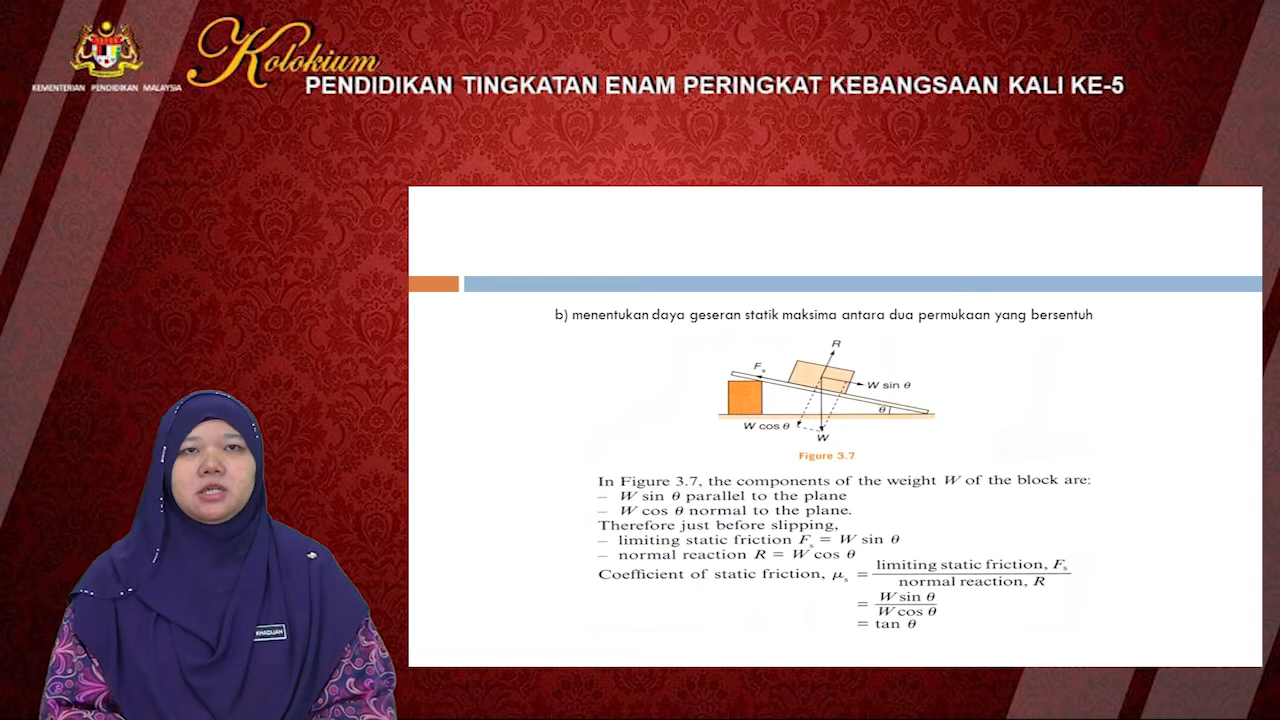 Kolokium
KEMENTERIAN PENDIDIKAN MALAYSIA
PENDIDIKAN TINGKATAN ENAM PERINGKAT KEBANGSAAN KALI KE-5
b) menentukan daya geseran statik maksima antara dua permukaan yang bersentuh
R
Fs
W sin θ
θ
W cos θ
W
Figure 3.7
In Figure 3.7, the components of the weight W of the block are:
– W sin θ parallel to the plane
– W cos θ normal to the plane.
Therefore just before slipping,
– limiting static friction Fs = W sin θ
– normal reaction R = W cos θ
Coefficient of static friction, μs = limiting static friction, Fs
normal reaction, R
= W sin θ
W cos θ
= tan θ
KHADIJAH